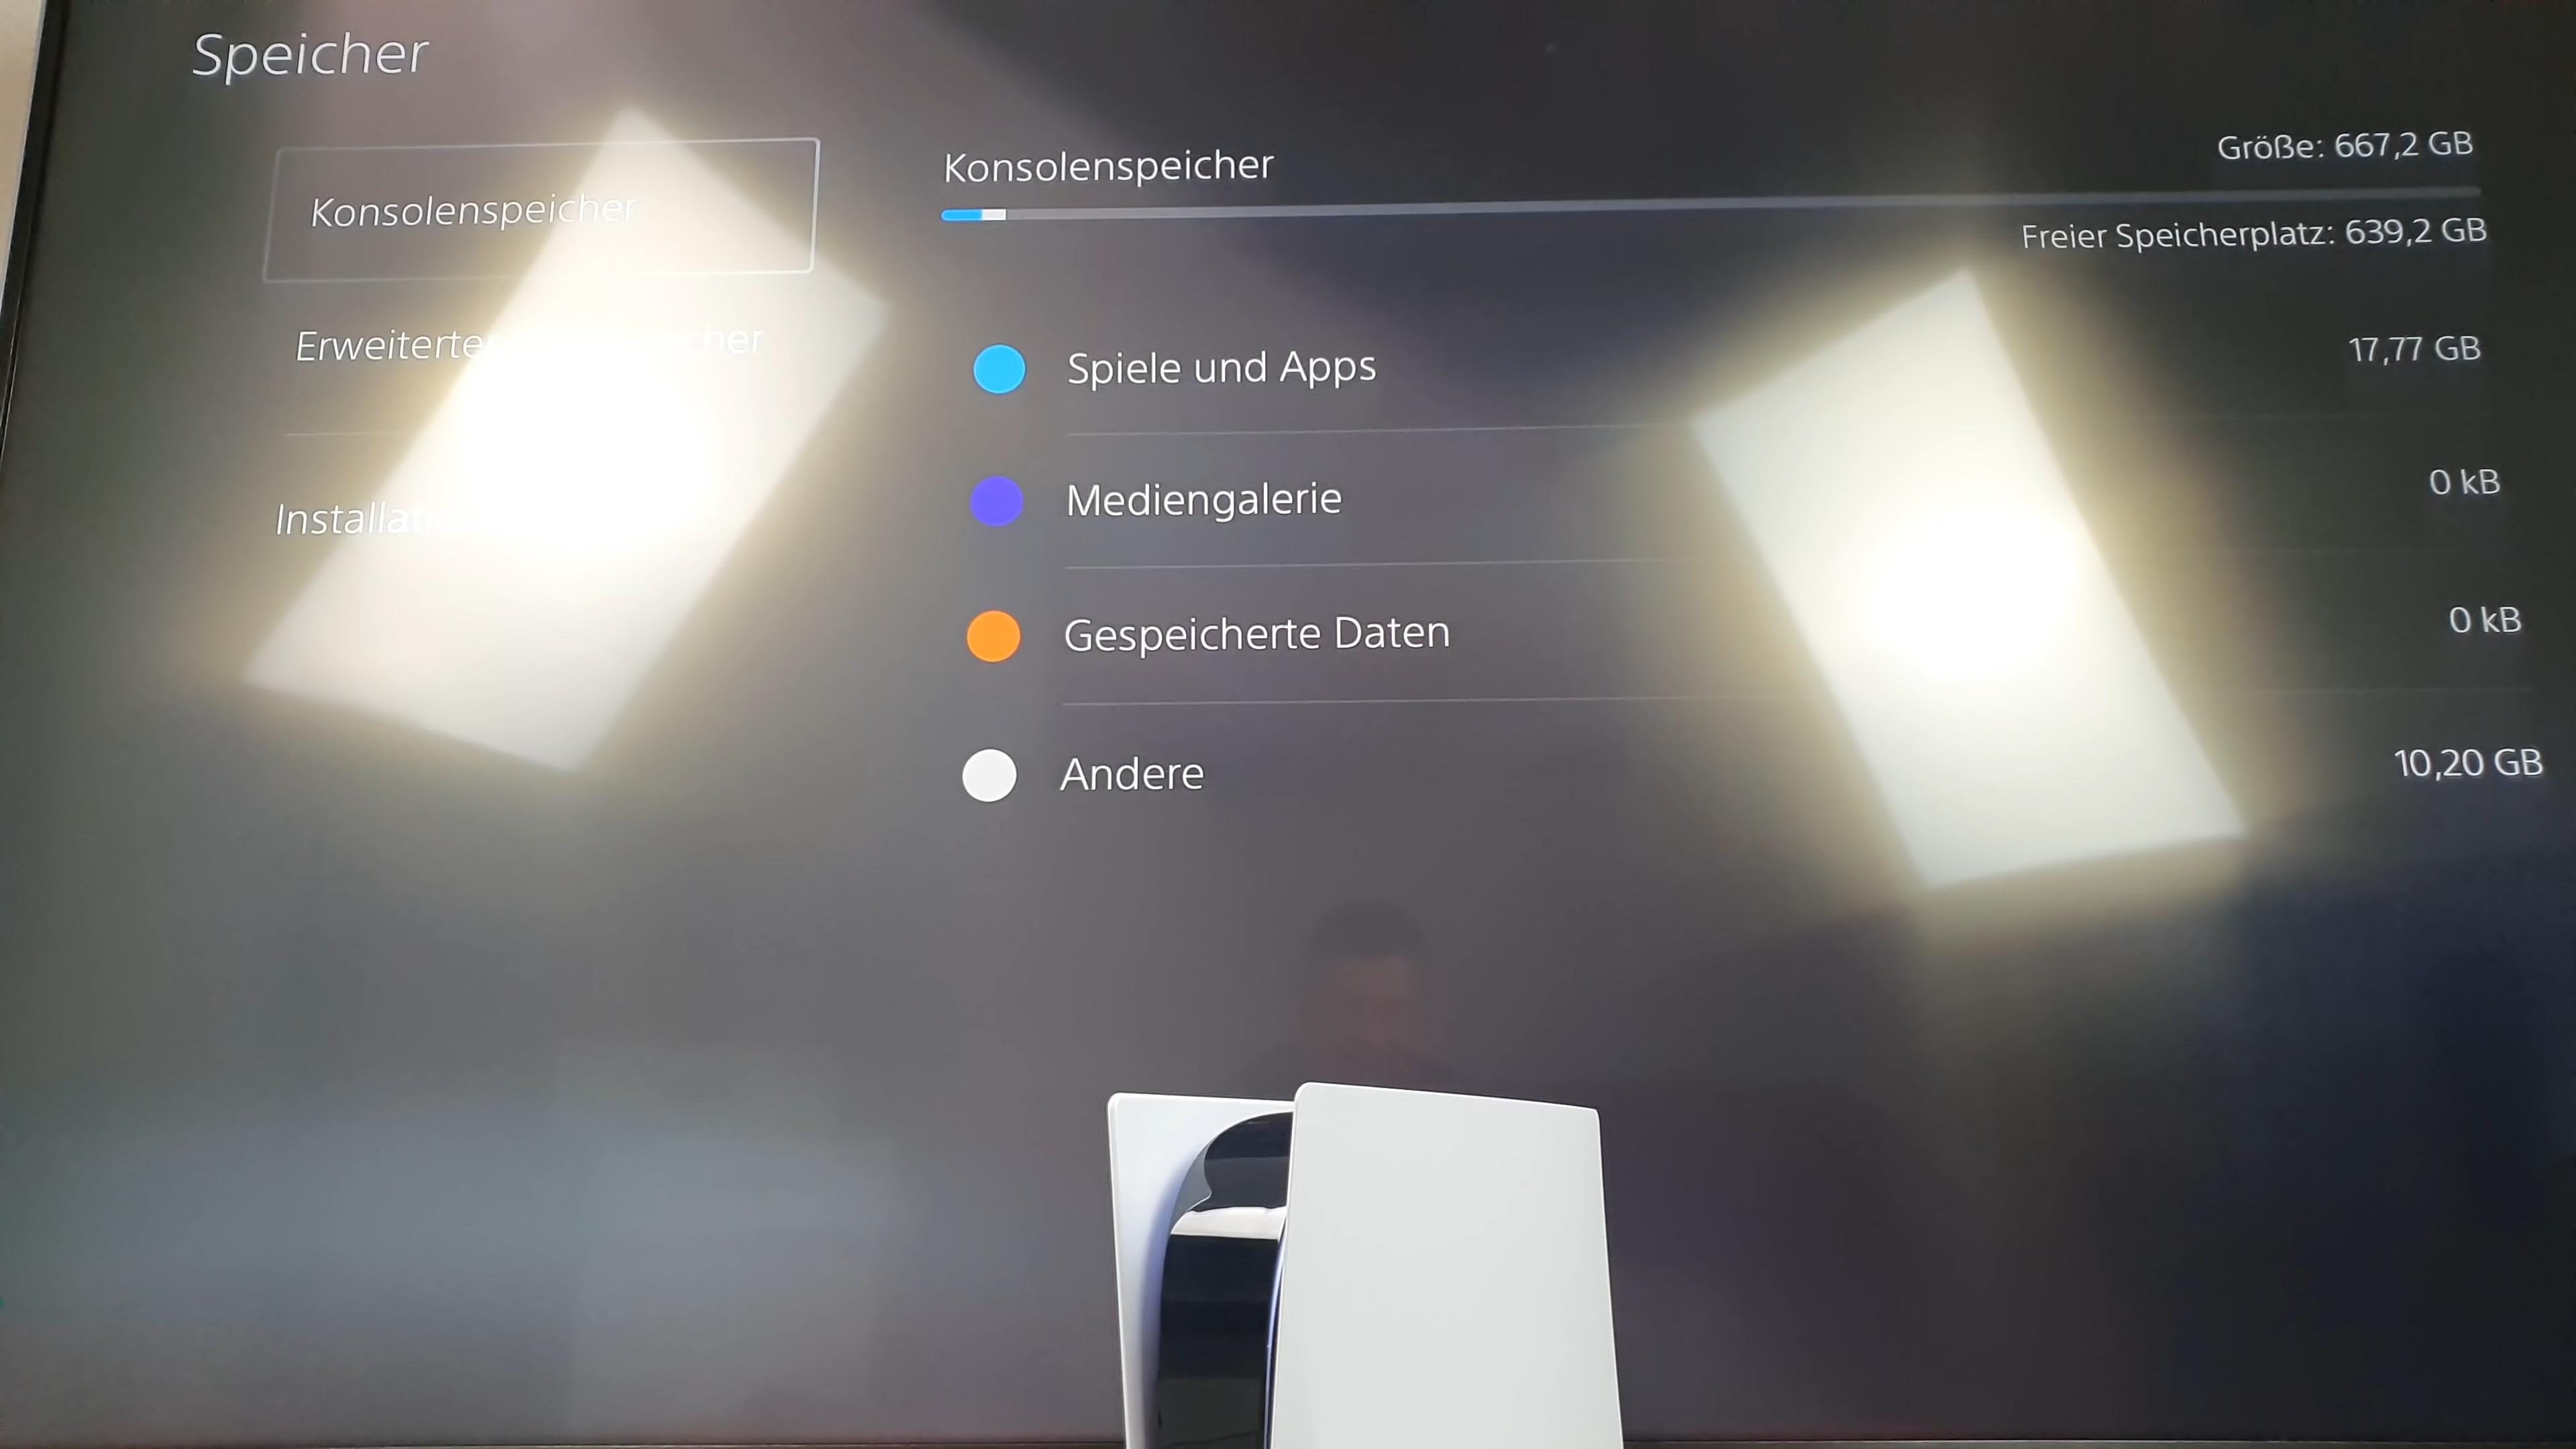 Speicher
Konsolenspeicher
Erweiterter
Konsolenspeicher
Größe: 667,2 GB
Freier Speicherplatz: 639,2 GB
Spiele und Apps
17,77 GB
Mediengalerie
0 kB
Gespeicherte Daten
0 kB
Andere
10,20 GB